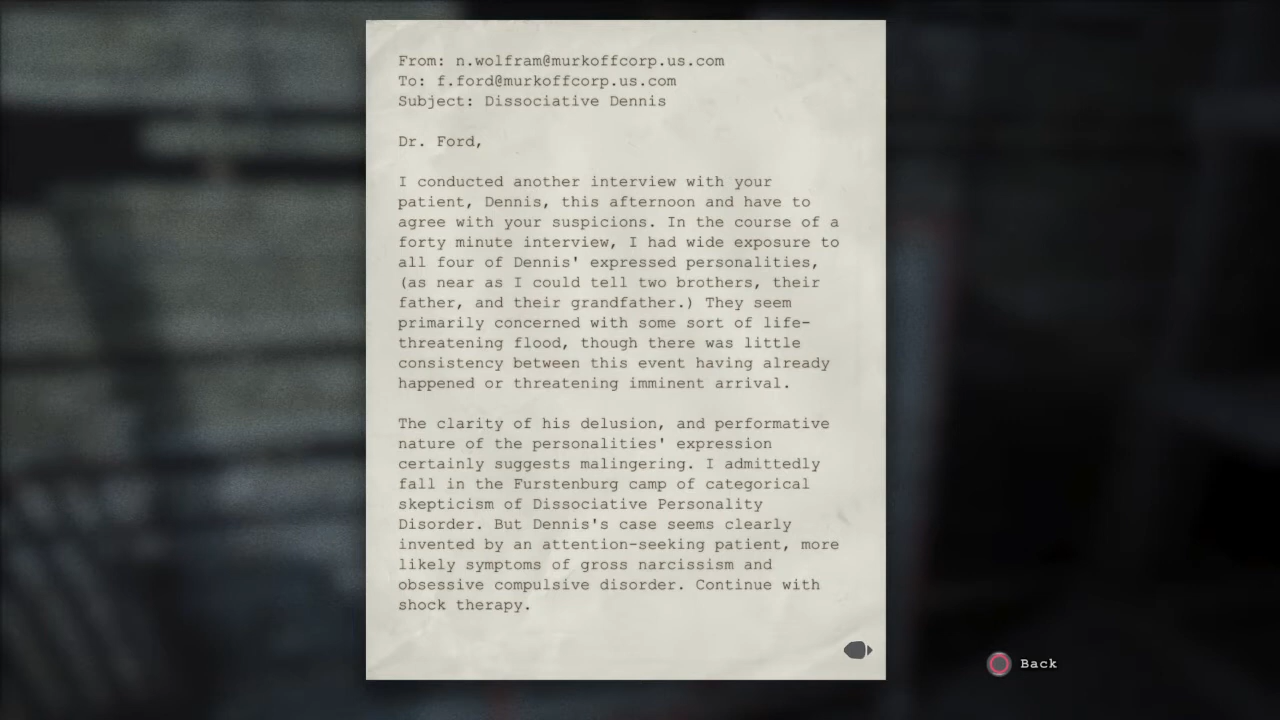 From: n.wolfram@murkoffcorp.us.com
To: f.ford@murkoffcorp.us.com
Subject: Dissociative Dennis
Dr. Ford,
I conducted another interview with your
patient, Dennis, this afternoon and have to
agree with your suspicions. In the course of a
forty minute interview, I had wide exposure to
all four of Dennis' expressed personalities,
(as near as I could tell two brothers, their
father, and their grandfather.) They seem
primarily concerned with some sort of life-
threatening flood, though there was little
consistency between this event having already
happened or threatening imminent arrival.
The clarity of his delusion, and performative
nature of the personalities' expression
certainly suggests malingering. I admittedly
fall in the Furstenburg camp of categorical
skepticism of Dissociative Personality
Disorder. But Dennis's case seems clearly
invented by an attention-seeking patient, more
likely symptoms of gross narcissism and
obsessive compulsive disorder. Continue with
shock therapy.
Back